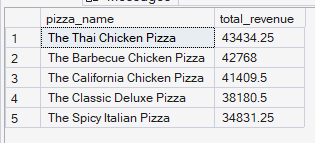 pizza_name total_revenue
1 The Thai Chicken Pizza 43434.25
2 The Barbecue Chicken Pizza 42768
3 The California Chicken Pizza 41409.5
4 The Classic Deluxe Pizza 38180.5
5 The Spicy Italian Pizza 34831.25